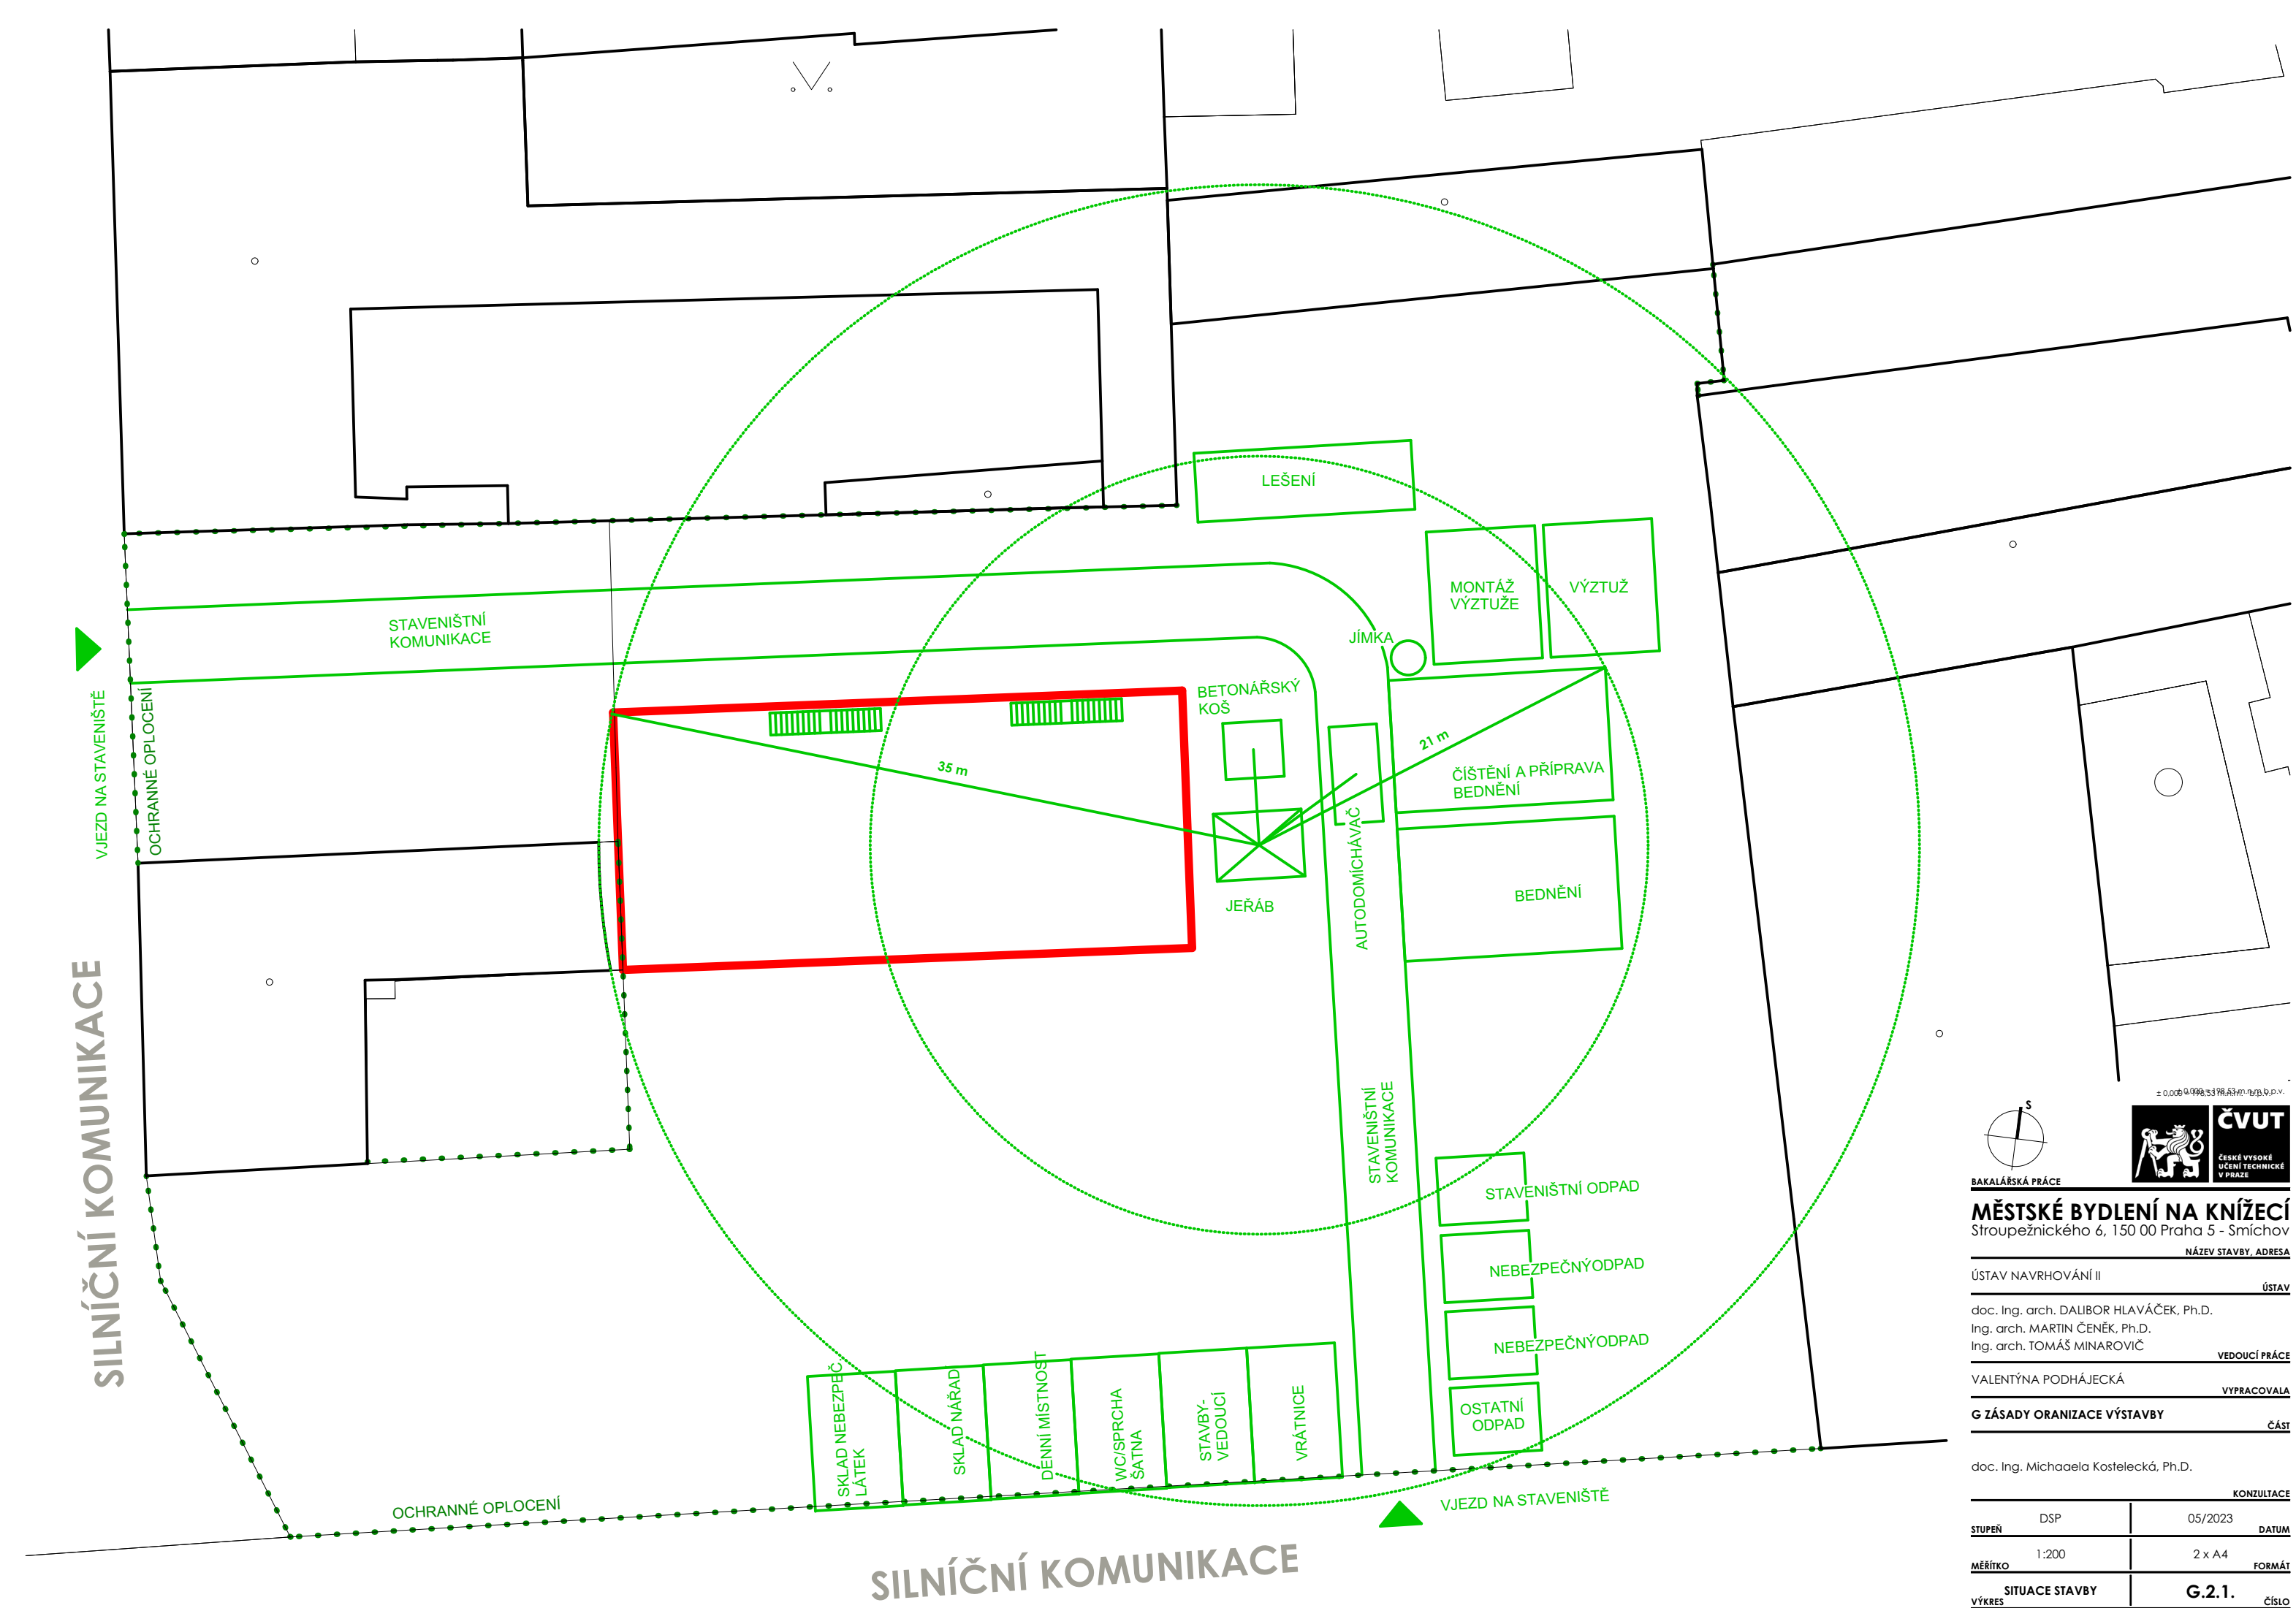 LEŠENÍ
MONTÁŽ
VÝZTUŽE
VÝZTUŽ
STAVENIŠTNÍ
KOMUNIKACE
JÍMKA
BETONÁŘSKÝ
KOŠ
VJEZD NA STAVENIŠTĚ
OCHRANNÉ OPLOCENÍ
35 m
21 m
ČÍŠTĚNÍ A PŘÍPRAVA
BEDNĚNÍ
AUTODOMÍCHÁVAČ
JEŘÁB
BEDNĚNÍ
SILNÍČNÍ KOMUNIKACE
STAVENIŠTNÍ
KOMUNIKACE
STAVENIŠTNÍ ODPAD
NEBEZPEČNÝODPAD
NEBEZPEČNÝODPAD
OSTATNÍ
ODPAD
SKLAD NEBEZPEČ.
LÁTEK
SKLAD NÁŘADÍ
DENNÍ MÍSTNOST
WC/SPRCHA
ŠATNA
STAVBY-
VEDOUCÍ
VRÁTNICE
OCHRANNÉ OPLOCENÍ
VJEZD NA STAVENIŠTĚ
SILNÍČNÍ KOMUNIKACE
S
ČVUT
ČESKÉ VYSOKÉ
UČENÍ TECHNICKÉ
V PRAZE
BAKALÁŘSKÁ PRÁCE
MĚSTSKÉ BYDLENÍ NA KNÍŽECÍ
Stroupežnického 6, 150 00 Praha 5 - Smíchov
NÁZEV STAVBY, ADRESA
ÚSTAV NAVRHOVÁNÍ II
ÚSTAV
doc. Ing. arch. DALIBOR HLAVÁČEK, Ph.D.
Ing. arch. MARTIN ČENĚK, Ph.D.
Ing. arch. TOMÁŠ MINAROVIČ
VEDOUCÍ PRÁCE
VALENTÝNA PODHÁJECKÁ
VYPRACOVALA
G ZÁSADY ORANIZACE VÝSTAVBY
ČÁST
doc. Ing. Michaaela Kostelecká, Ph.D.
KONZULTACE
DSP 05/2023
STUPEŇ DATUM
1:200 2 x A4
MĚŘÍTKO FORMÁT
SITUACE STAVBY G.2.1.
VÝKRES ČÍSLO